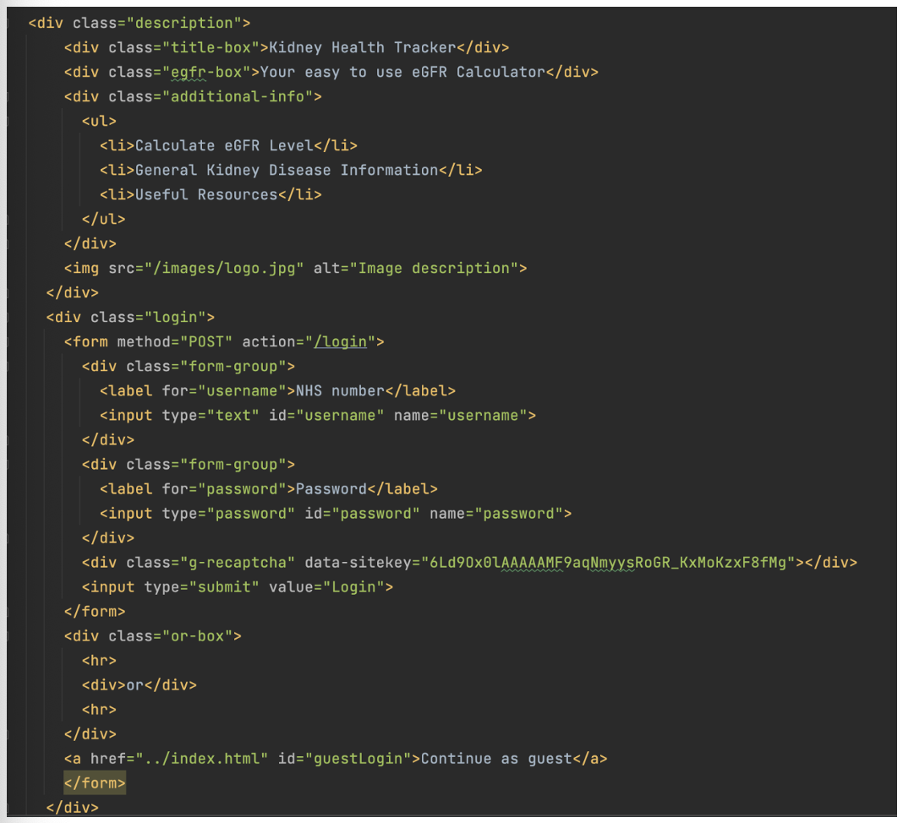 <div class="description">
<div class="title-box">Kidney Health Tracker</div>
<div class="egfr-box">Your easy to use eGFR Calculator</div>
<div class="additional-info">
<ul>
<li>Calculate eGFR Level</li>
<li>General Kidney Disease Information</li>
<li>Useful Resources</li>
</ul>
</div>
<img src="/images/logo.jpg" alt="Image description">
</div>
<div class="login">
<form method="POST" action="/login">
<div class="form-group">
<label for="username">NHS number</label>
<input type="text" id="username" name="username">
</div>
<div class="form-group">
<label for="password">Password</label>
<input type="password" id="password" name="password">
</div>
<div class="g-recaptcha" data-sitekey="6Ld9Ox0lAAAAAMF9aqNmyysRoGR_KxMoKzxF8fMg"></div>
<input type="submit" value="Login">
</form>
<div class="or-box">
<hr>
<div>or</div>
<hr>
</div>
<a href="../index.html" id="guestLogin">Continue as guest</a>
</form>
</div>